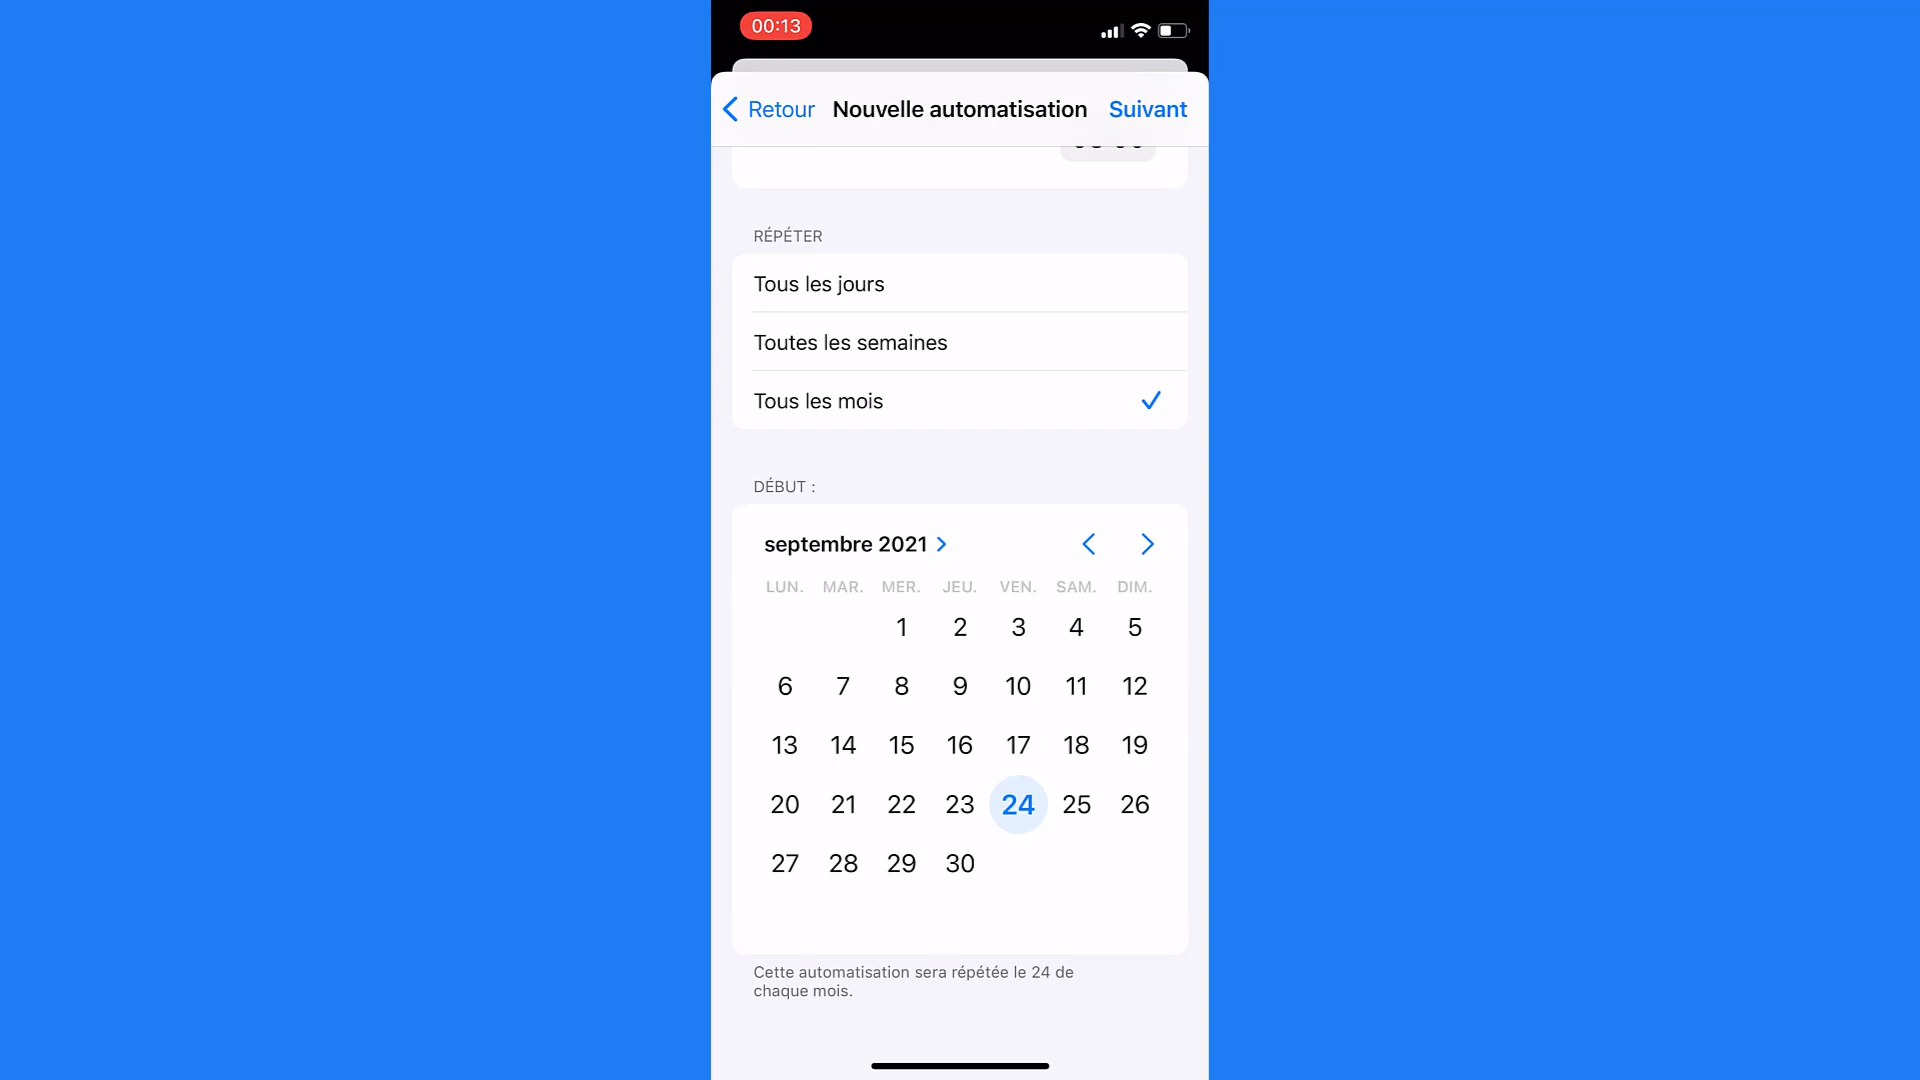 00:13
Retour
Nouvelle automatisation
Suivant
RÉPÉTER
Tous les jours
Toutes les semaines
Tous les mois
DÉBUT :
septembre 2021
LUN. MAR. MER. JEU. VEN. SAM. DIM.
1 2 3 4 5
6 7 8 9 10 11 12
13 14 15 16 17 18 19
20 21 22 23 24 25 26
27 28 29 30
Cette automatisation sera répétée le 24 de
chaque mois.